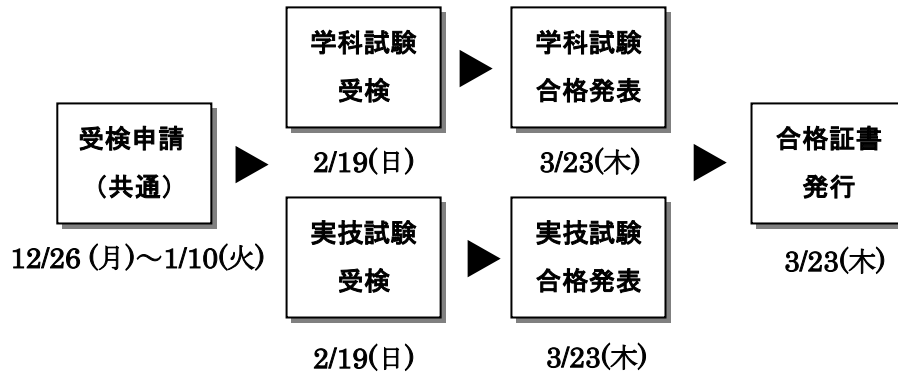 受検申請
（共通）
12/26 (月)～1/10(火)
学科試験
受検
2/19(日)
学科試験
合格発表
3/23(木)
実技試験
受検
2/19(日)
実技試験
合格発表
3/23(木)
合格証書
発行
3/23(木)